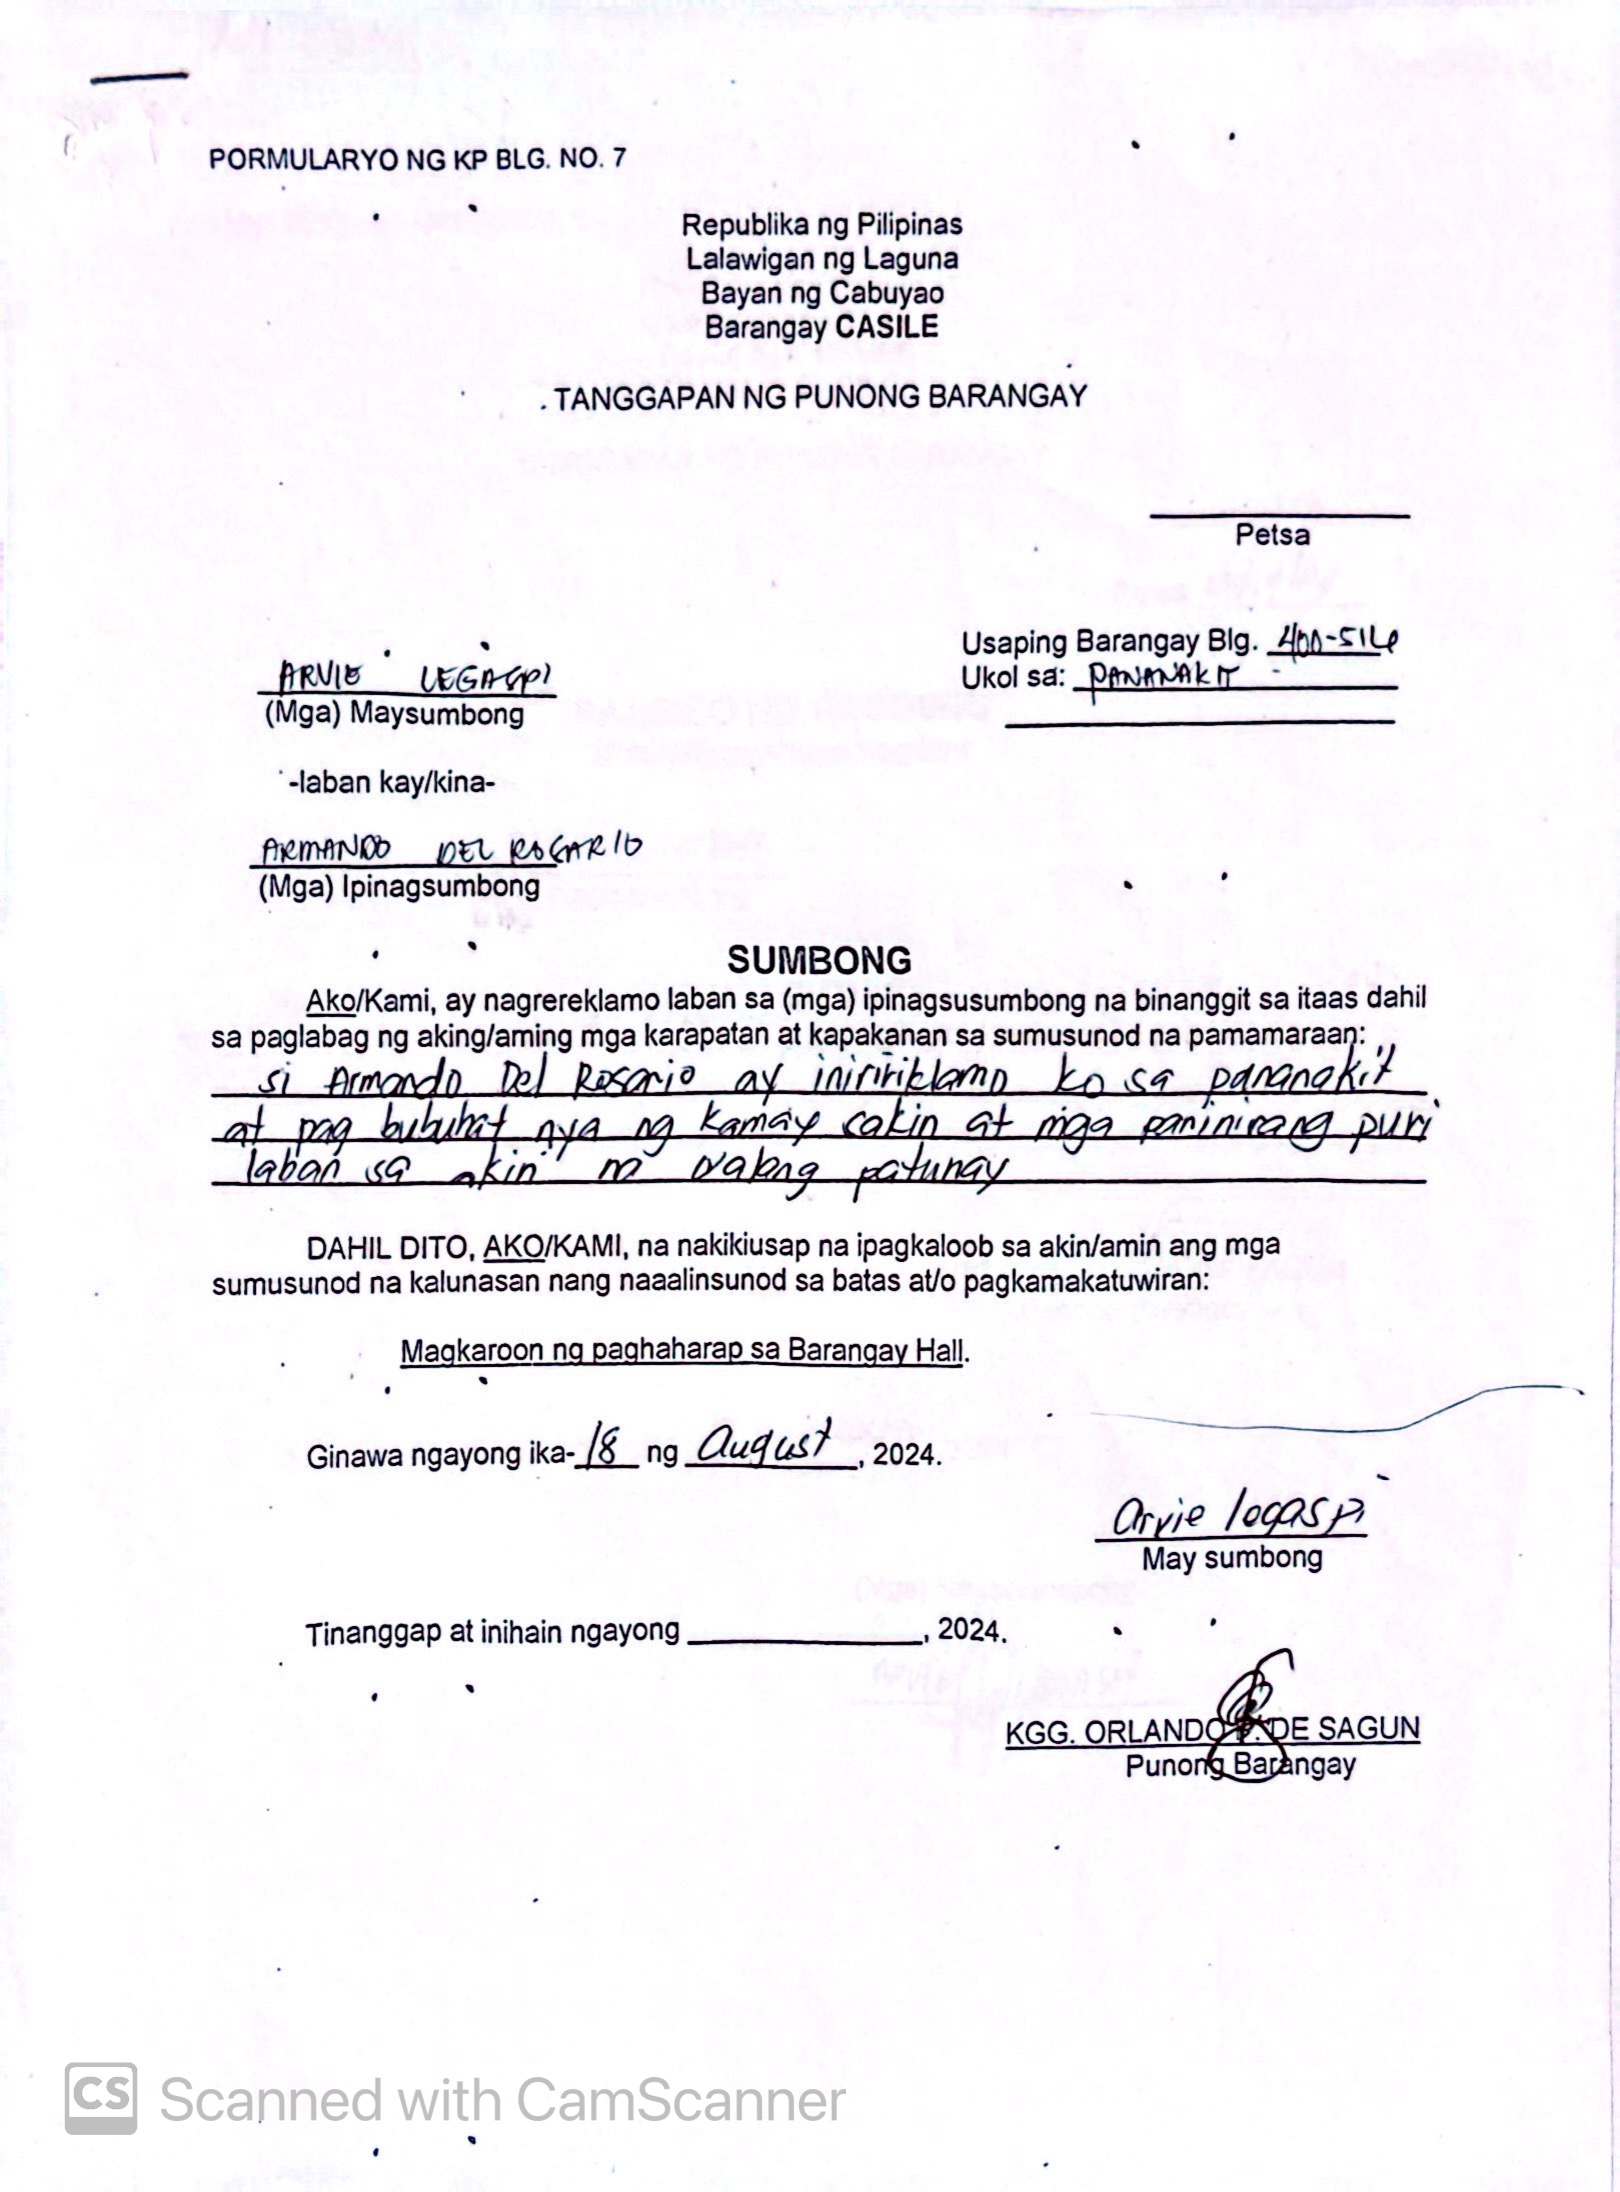 PORMULARYO NG KP BLG. NO. 7
Republika ng Pilipinas
Lalawigan ng Laguna
Bayan ng Cabuyao
Barangay CASILE
TANGGAPAN NG PUNONG BARANGAY
Petsa
Usaping Barangay Blg.
Ukol sa: PANANAKIT
ARVIE LEGASPI
(Mga) Maysumbong
-laban kay/kina-
ARMANDO DEL ROSARIO
(Mga) Ipinagsumbong
SUMBONG
Ako/Kami, ay nagrereklamo laban sa (mga) ipinagsusumbong na binanggit sa itaas dahil
sa paglabag ng aking/aming mga karapatan at kapakanan sa sumusunod na pamamaraan:
si Armando Del Rosario ay iniririklamo ko sa pananakit
at pag bubuhat nya ng kamay sakin at mga paninirang puri
laban sa akin na walang patunay
DAHIL DITO, AKO/KAMI, na nakikiusap na ipagkaloob sa akin/amin ang mga
sumusunod na kalunasan nang naaalinsunod sa batas at/o pagkamakatuwiran:
Magkaroon ng paghaharap sa Barangay Hall.
Ginawa ngayong ika-18 ng August, 2024.
Arvie legaspi
May sumbong
Tinanggap at inihain ngayong ____________, 2024.
KGG. ORLANDO P. DE SAGUN
Punong Barangay
CS Scanned with CamScanner